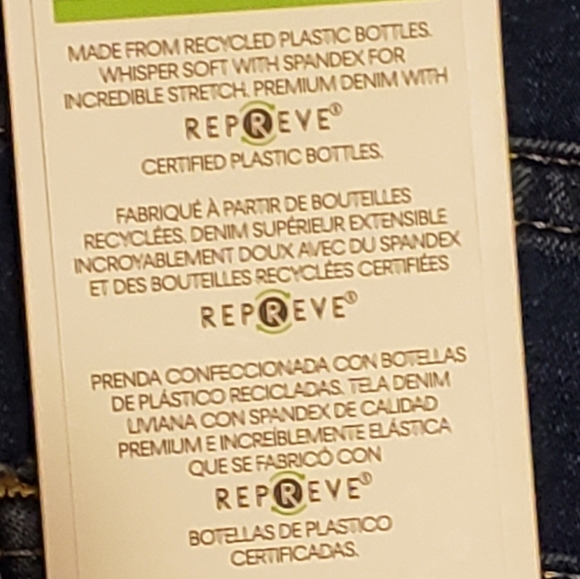 MADE FROM RECYCLED PLASTIC BOTTLES.
WHISPER SOFT WITH SPANDEX FOR
INCREDIBLE STRETCH. PREMIUM DENIM WITH
REPREVE®
CERTIFIED PLASTIC BOTTLES.
FABRIQUÉ À PARTIR DE BOUTEILLES
RECYCLÉES. DENIM SUPÉRIEUR EXTENSIBLE
INCROYABLEMENT DOUX AVEC DU SPANDEX
ET DES BOUTEILLES RECYCLÉES CERTIFIÉES
REPREVE®
PRENDA CONFECCIONADA CON BOTELLAS
DE PLÁSTICO RECICLADAS. TELA DENIM
LIVIANA CON SPANDEX DE CALIDAD
PREMIUM E INCREÍBLEMENTE ELÁSTICA
QUE SE FABRICÓ CON
REPREVE®
BOTELLAS DE PLASTICO
CERTIFICADAS.